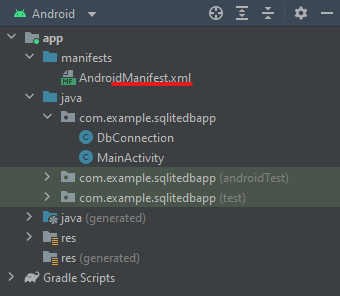 Android
app
manifests
MF AndroidManifest.xml
java
com.example.sqlitedbapp
C DbConnection
C MainActivity
com.example.sqlitedbapp (androidTest)
com.example.sqlitedbapp (test)
java (generated)
res
res (generated)
Gradle Scripts